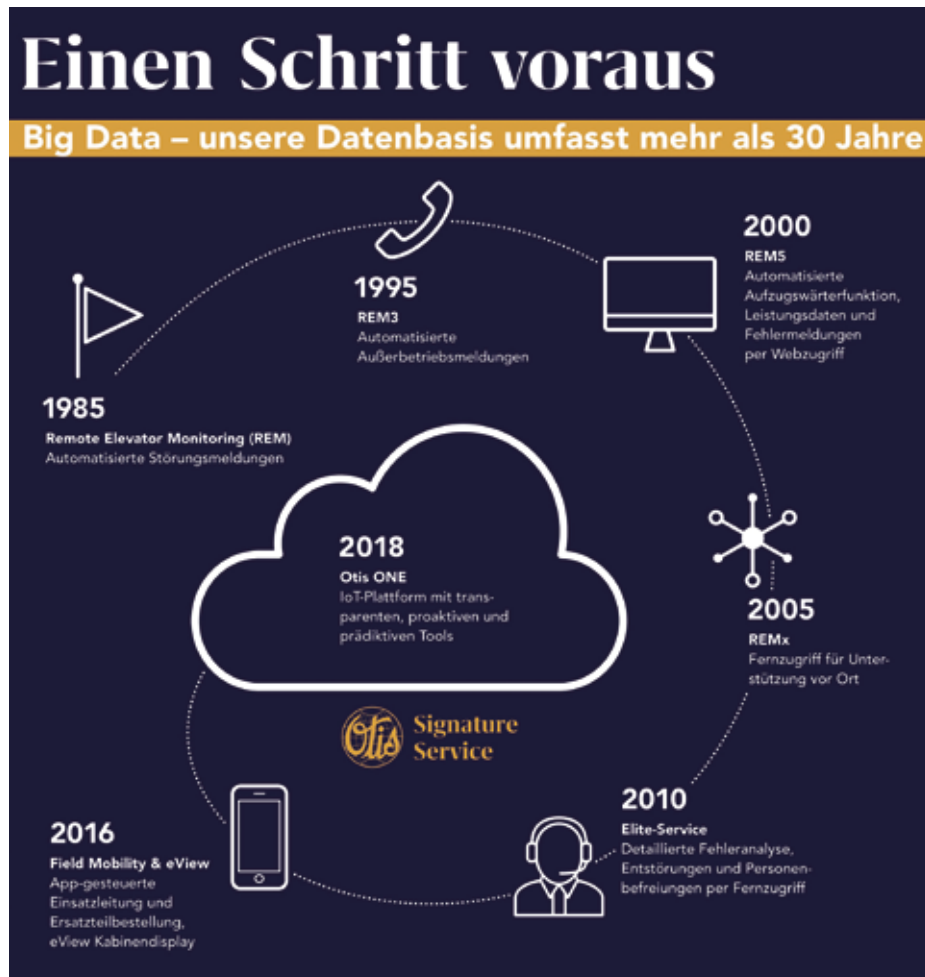 Einen Schritt voraus
Big Data – unsere Datenbasis umfasst mehr als 30 Jahre
1985
Remote Elevator Monitoring (REM)
Automatisierte Störungsmeldungen
1995
REM3
Automatisierte
Außerbetriebsmeldungen
2000
REM5
Automatisierte
Aufzugswärterfunktion,
Leistungsdaten und
Fehlermeldungen
per Webzugriff
2005
REMx
Fernzugriff für Unter-
stützung vor Ort
2010
Elite-Service
Detaillierte Fehleranalyse,
Entstörungen und Personen-
befreiungen per Fernzugriff
2016
Field Mobility & eView
App-gesteuerte
Einsatzleitung und
Ersatzteilbestellung,
eView Kabinendisplay
2018
Otis ONE
IoT-Plattform mit trans-
parenten, proaktiven und
prädiktiven Tools
Otis
Signature
Service